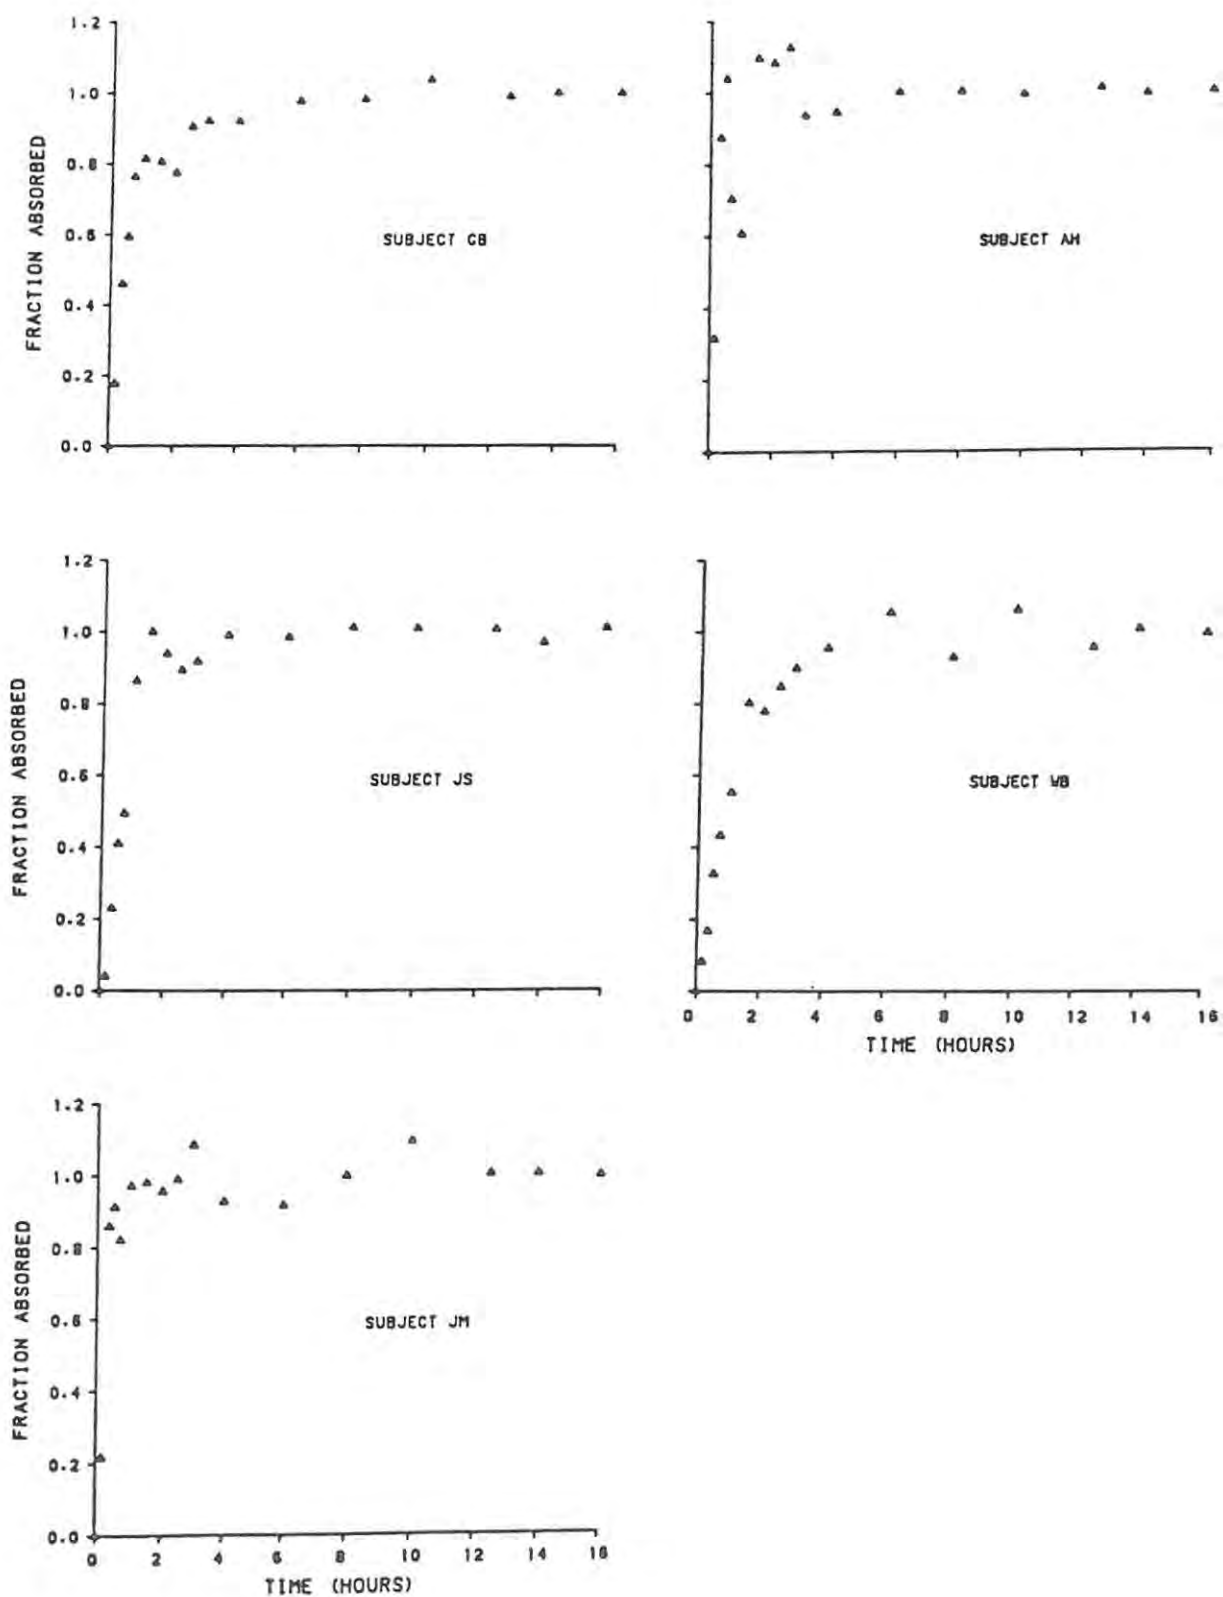 1.2
1.0
0.8
0.6
0.4
0.2
0.0
FRACTION ABSORBED
SUBJECT GB
SUBJECT AH
1.2
1.0
0.8
0.6
0.4
0.2
0.0
FRACTION ABSORBED
SUBJECT JS
SUBJECT WB
0 2 4 6 8 10 12 14 16
TIME (HOURS)
1.2
1.0
0.8
0.6
0.4
0.2
0.0
FRACTION ABSORBED
SUBJECT JM
0 2 4 6 8 10 12 14 16
TIME (HOURS)